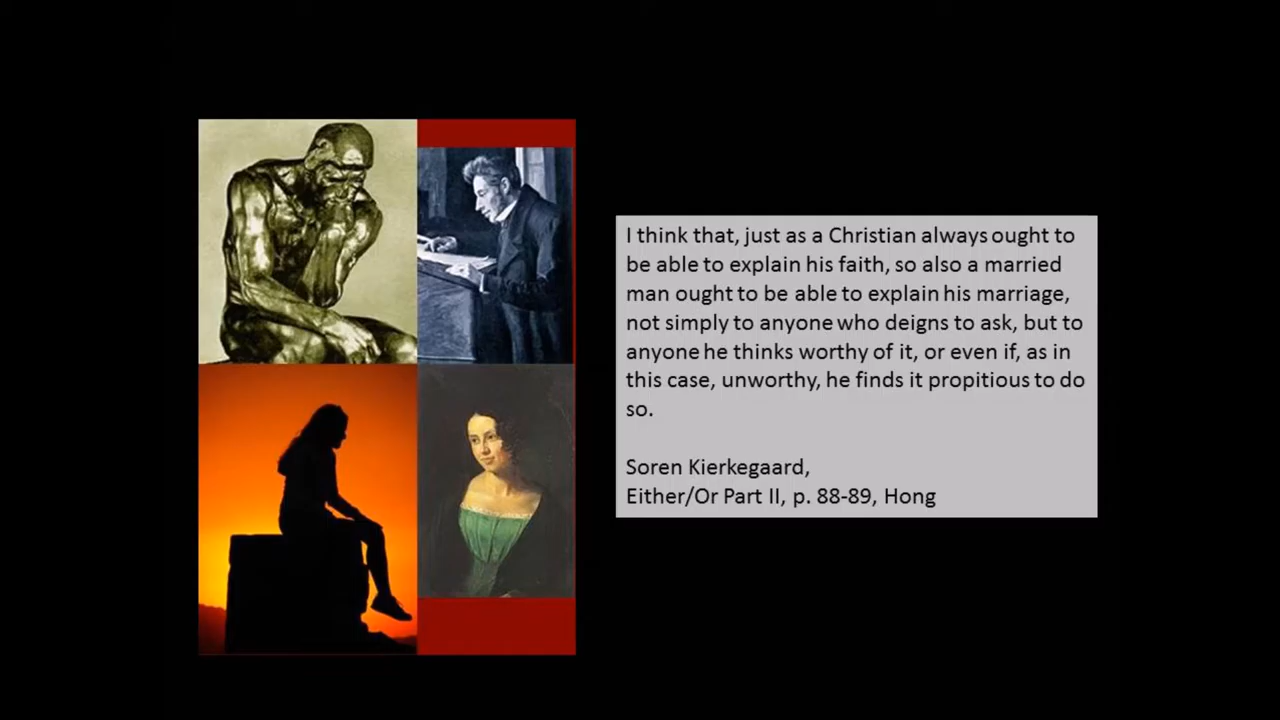 I think that, just as a Christian always ought to
be able to explain his faith, so also a married
man ought to be able to explain his marriage,
not simply to anyone who deigns to ask, but to
anyone he thinks worthy of it, or even if, as in
this case, unworthy, he finds it propitious to do
so.
Soren Kierkegaard,
Either/Or Part II, p. 88-89, Hong